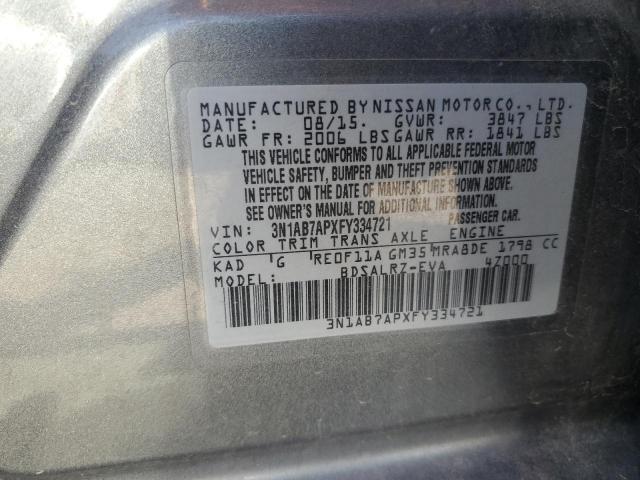 MANUFACTURED BY NISSAN MOTOR CO., LTD.
DATE: 08/15. GVWR: 3847 LBS
GAWR FR: 2006 LBS GAWR RR: 1841 LBS
THIS VEHICLE CONFORMS TO ALL APPLICABLE FEDERAL MOTOR
VEHICLE SAFETY, BUMPER AND THEFT PREVENTION STANDARDS
IN EFFECT ON THE DATE OF MANUFACTURE SHOWN ABOVE.
SEE OWNER'S MANUAL FOR ADDITIONAL INFORMATION.
VIN: 3N1AB7APXFY334721 PASSENGER CAR.
COLOR TRIM TRANS AXLE ENGINE
KAD G RE0F11A GM35 MRA8DE 1798 CC
MODEL: BDSALRZ-EVA 47000
3N1AB7APXFY334721